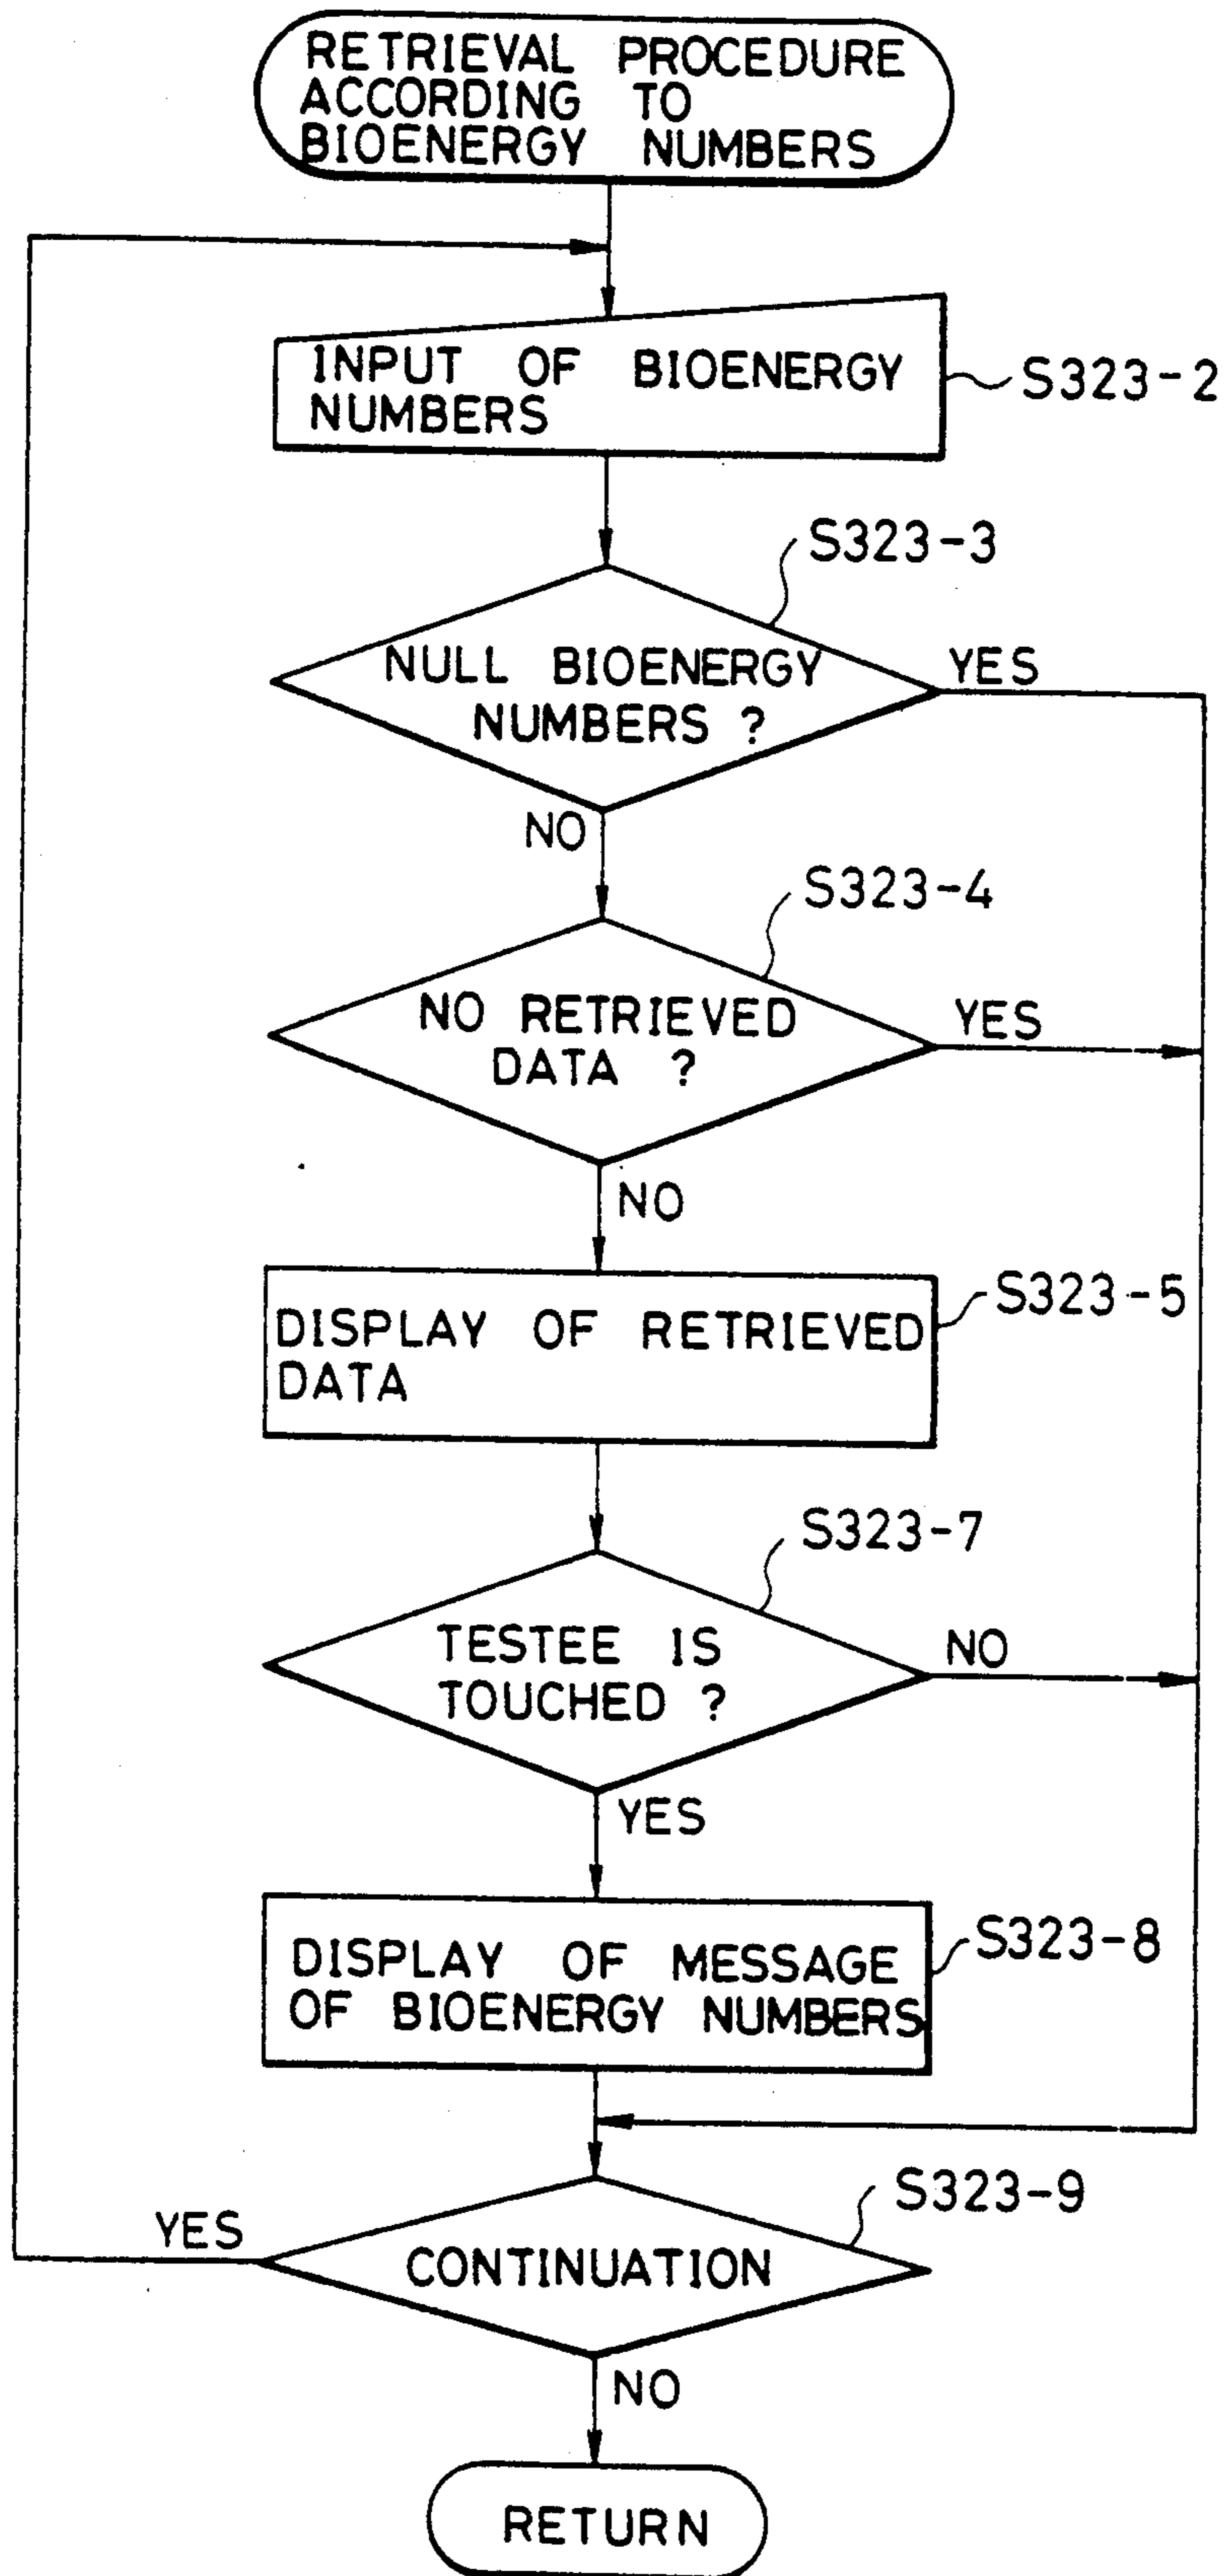 RETRIEVAL PROCEDURE
ACCORDING TO
BIOENERGY NUMBERS
INPUT OF BIOENERGY
NUMBERS
S323-2
S323-3
NULL BIOENERGY
NUMBERS ?
YES
NO
S323-4
NO RETRIEVED
DATA ?
YES
NO
S323-5
DISPLAY OF RETRIEVED
DATA
S323-7
TESTEE IS
TOUCHED ?
NO
YES
S323-8
DISPLAY OF MESSAGE
OF BIOENERGY NUMBERS
S323-9
YES
CONTINUATION
NO
RETURN